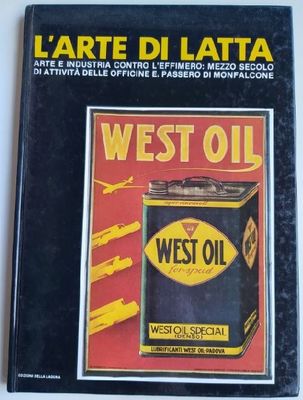 L'ARTE DI LATTA
ARTE E INDUSTRIA CONTRO L'EFFIMERO: MEZZO SECOLO
DI ATTIVITÀ DELLE OFFICINE E. PASSERO DI MONFALCONE
WEST OIL
WEST OIL
for-spud
WEST OIL SPECIAL
(DENSO)
LUBRIFICANTI WEST OIL-PADOVA
EDIZIONI DELLA LAGUNA